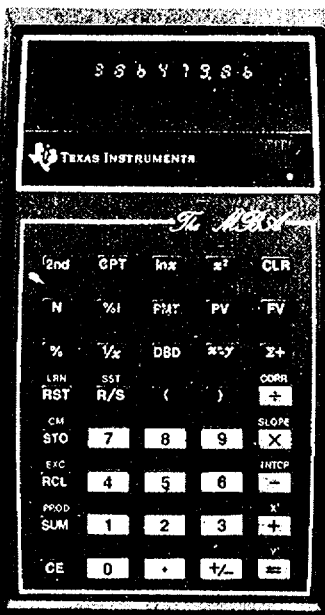 TEXAS INSTRUMENTS
The MBA
2nd CPT lnx x² CLR
N %I PMT PV FV
% 1/x DBD x≷y Σ+
LRN SST CORR
RST R/S ( ) ÷
CM SLOPE
STO 7 8 9 ×
EXC INTCP
RCL 4 5 6 −
PROD X'
SUM 1 2 3 +
Y'
CE 0 . +/− =